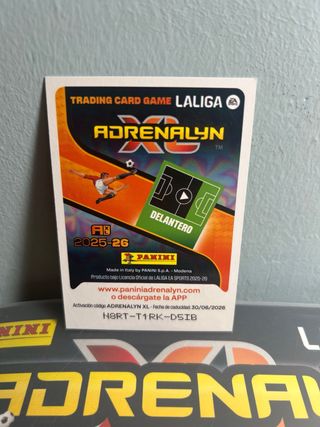 TRADING CARD GAME LALIGA
ADRENALYN
XL
TM
DELANTERO
2025-26
PANINI
Made in Italy by PANINI S.p.A. - Modena
Producto bajo Licencia Oficial de LALIGA EA SPORTS 2025-26
www.paniniadrenalyn.com
o descárgate la APP
Activación código ADRENALYN XL - Fecha de caducidad 30/06/2026
N8RT-T1RK-D5IB
PANINI
ADRENALYN